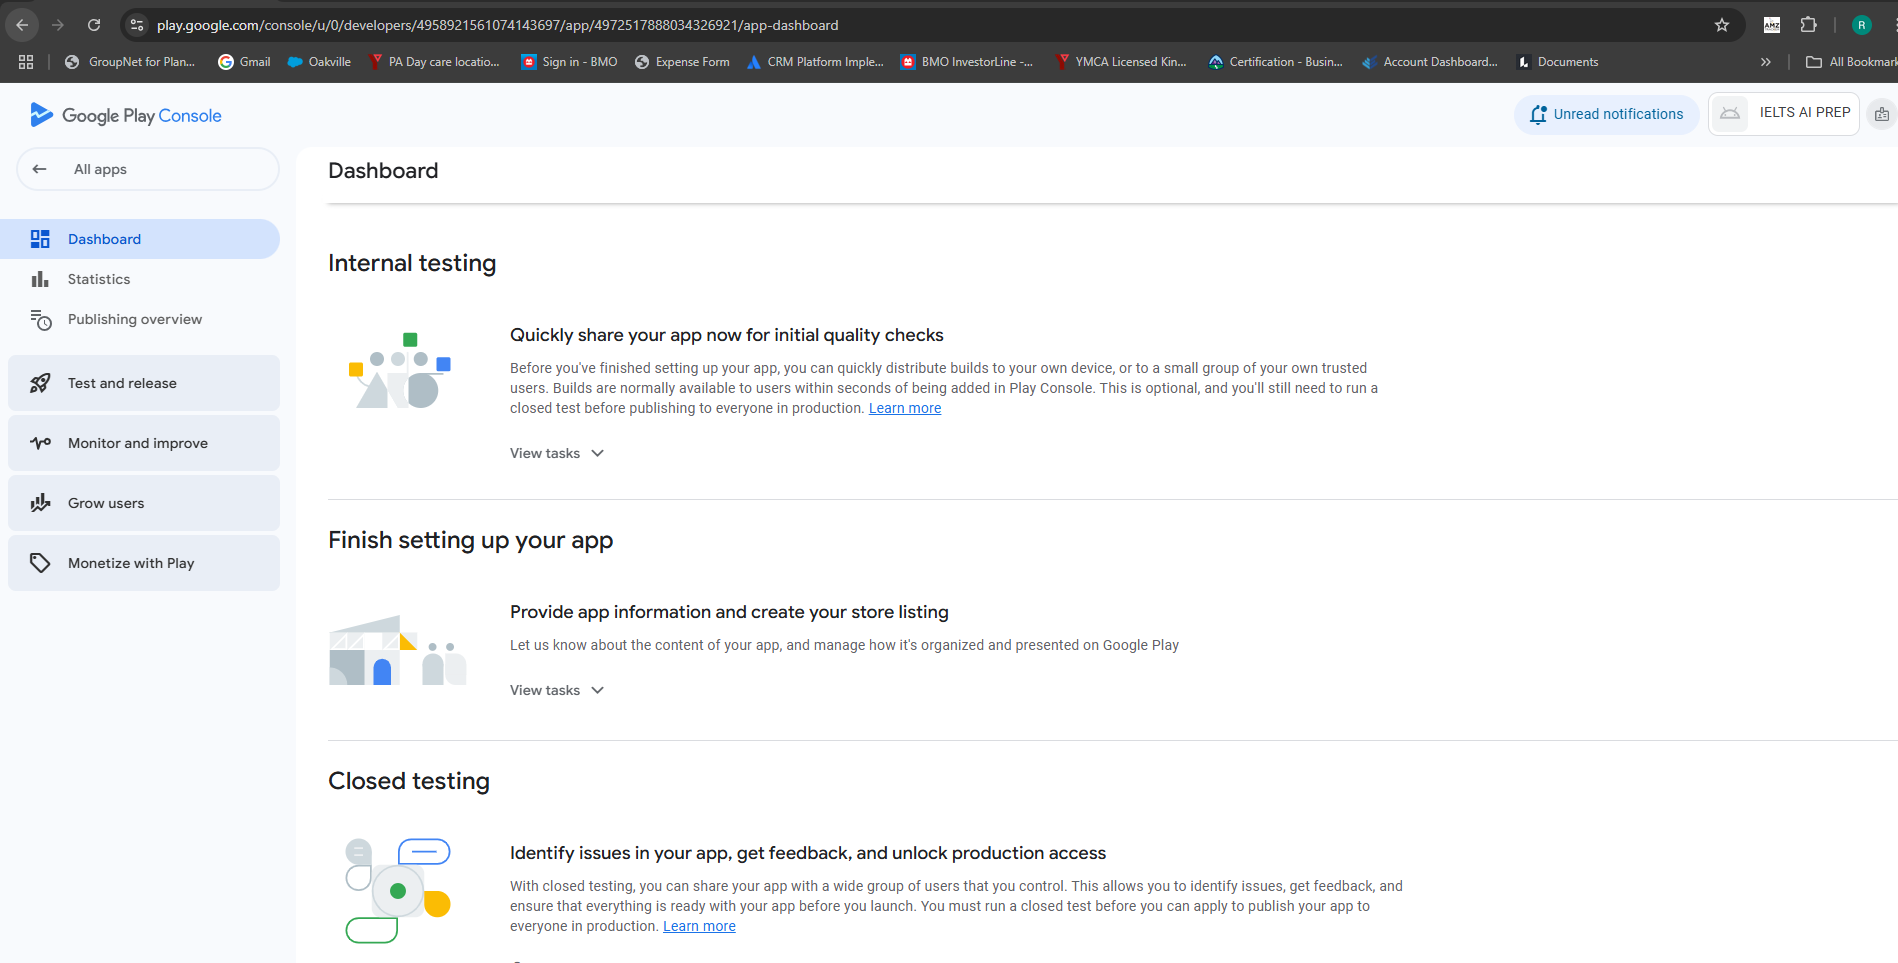 play.google.com/console/u/0/developers/4958921561074143697/app/4972517888034326921/app-dashboard
AMZ
R
GroupNet for Plan...
Gmail
Oakville
PA Day care locatio...
Sign in - BMO
Expense Form
CRM Platform Imple...
BMO InvestorLine -...
YMCA Licensed Kin...
Certification - Busin...
Account Dashboard...
Documents
All Bookmark
Google Play Console
Unread notifications
IELTS AI PREP
All apps
Dashboard
Statistics
Publishing overview
Test and release
Monitor and improve
Grow users
Monetize with Play
Dashboard
Internal testing
Quickly share your app now for initial quality checks
Before you've finished setting up your app, you can quickly distribute builds to your own device, or to a small group of your own trusted
users. Builds are normally available to users within seconds of being added in Play Console. This is optional, and you'll still need to run a
closed test before publishing to everyone in production. Learn more
View tasks
Finish setting up your app
Provide app information and create your store listing
Let us know about the content of your app, and manage how it's organized and presented on Google Play
View tasks
Closed testing
Identify issues in your app, get feedback, and unlock production access
With closed testing, you can share your app with a wide group of users that you control. This allows you to identify issues, get feedback, and
ensure that everything is ready with your app before you launch. You must run a closed test before you can apply to publish your app to
everyone in production. Learn more